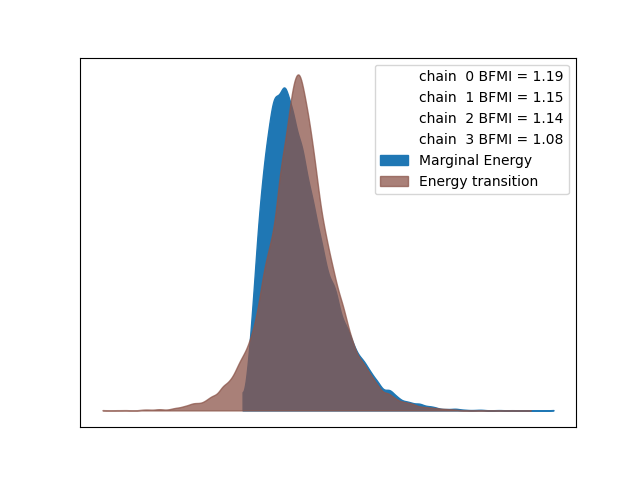 chain  0 BFMI = 1.19
chain  1 BFMI = 1.15
chain  2 BFMI = 1.14
chain  3 BFMI = 1.08
Marginal Energy
Energy transition